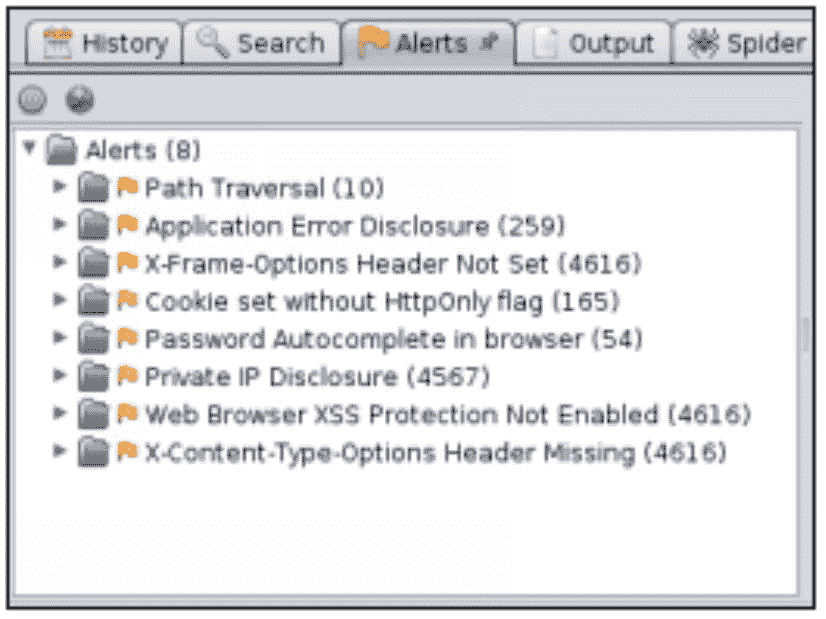 History Search Alerts Output Spider
Alerts (8)
Path Traversal (10)
Application Error Disclosure (259)
X-Frame-Options Header Not Set (4616)
Cookie set without HttpOnly flag (165)
Password Autocomplete in browser (54)
Private IP Disclosure (4567)
Web Browser XSS Protection Not Enabled (4616)
X-Content-Type-Options Header Missing (4616)